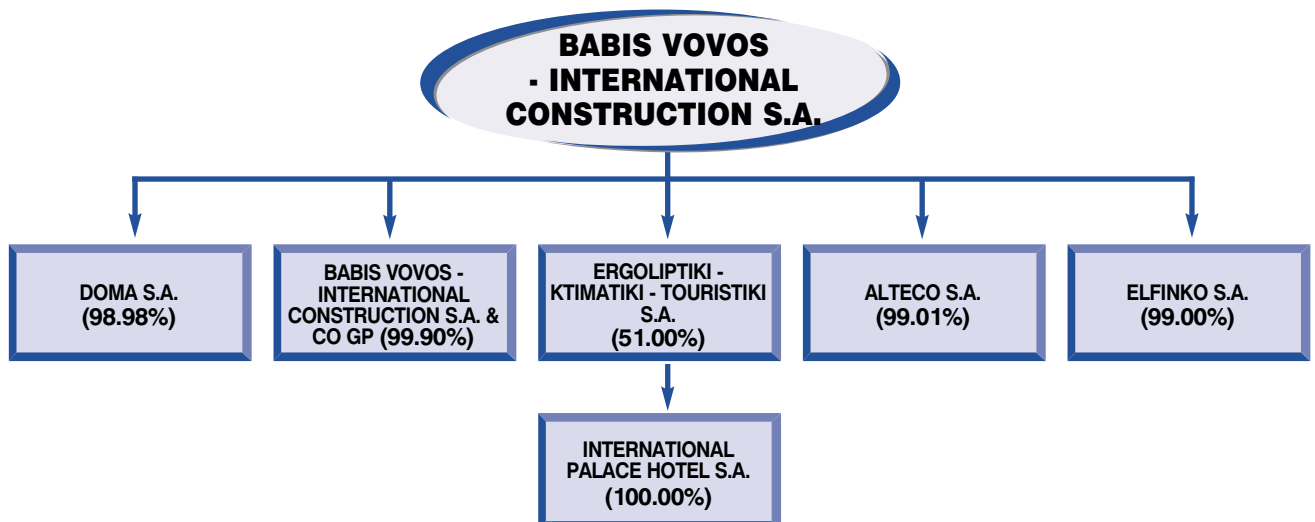 BABIS VOVOS
- INTERNATIONAL
CONSTRUCTION S.A.
DOMA S.A.
(98.98%)
BABIS VOVOS -
INTERNATIONAL
CONSTRUCTION S.A. &
CO GP (99.90%)
ERGOLIPTIKI -
KTIMATIKI - TOURISTIKI
S.A.
(51.00%)
ALTECO S.A.
(99.01%)
ELFINKO S.A.
(99.00%)
INTERNATIONAL
PALACE HOTEL S.A.
(100.00%)